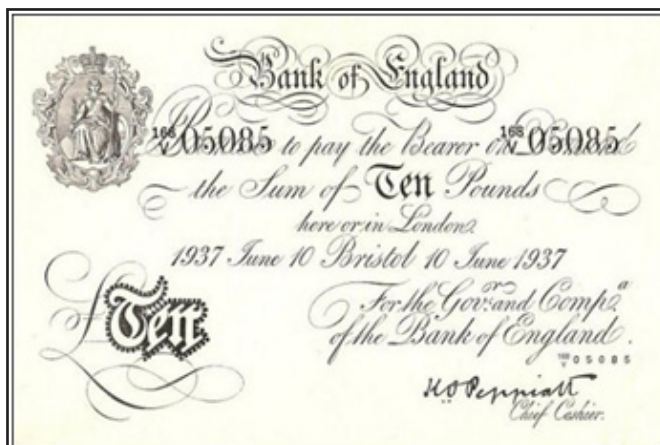 Bank of England
168 V 05085 to pay the Bearer on 168 V 05085
the Sum of Ten Pounds
here or in London
1937 June 10 Bristol 10 June 1937
For the Govr. and Compa.
of the Bank of England.
168 V 05085
£Ten
K O Peppiatt
Chief Cashier.